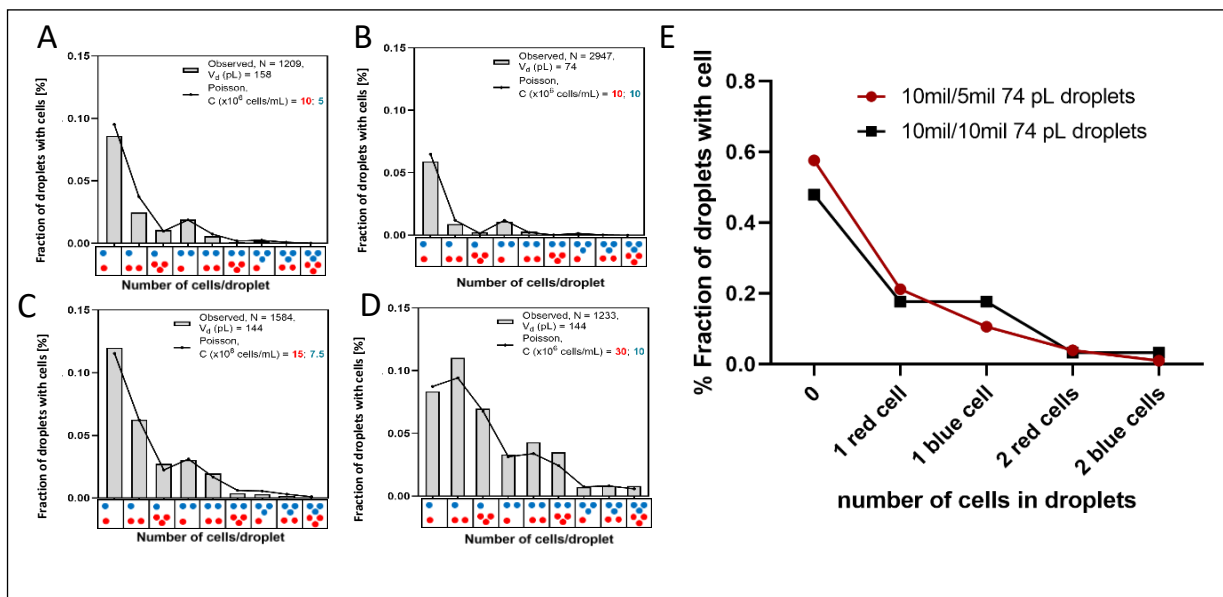 A
Fraction of droplets with cells [%]
0.15
0.10
0.05
0.00
Observed, N = 1209,
V_d (pL) = 158
Poisson,
C (x10^6 cells/mL) = 10; 5
Number of cells/droplet
B
Fraction of droplets with cells [%]
0.15
0.10
0.05
0.00
Observed, N = 2947,
V_d (pL) = 74
Poisson,
C (x10^6 cells/mL) = 10; 10
Number of cells/droplet
C
Fraction of droplets with cells [%]
0.15
0.10
0.05
0.00
Observed, N = 1584,
V_d (pL) = 144
Poisson,
C (x10^6 cells/mL) = 15; 7.5
Number of cells/droplet
D
Fraction of droplets with cells [%]
0.15
0.10
0.05
0.00
Observed, N = 1233,
V_d (pL) = 144
Poisson,
C (x10^6 cells/mL) = 30; 10
Number of cells/droplet
E
% Fraction of droplets with cell
0.8
0.6
0.4
0.2
0.0
10mil/5mil 74 pL droplets
10mil/10mil 74 pL droplets
0
1 red cell
1 blue cell
2 red cells
2 blue cells
number of cells in droplets